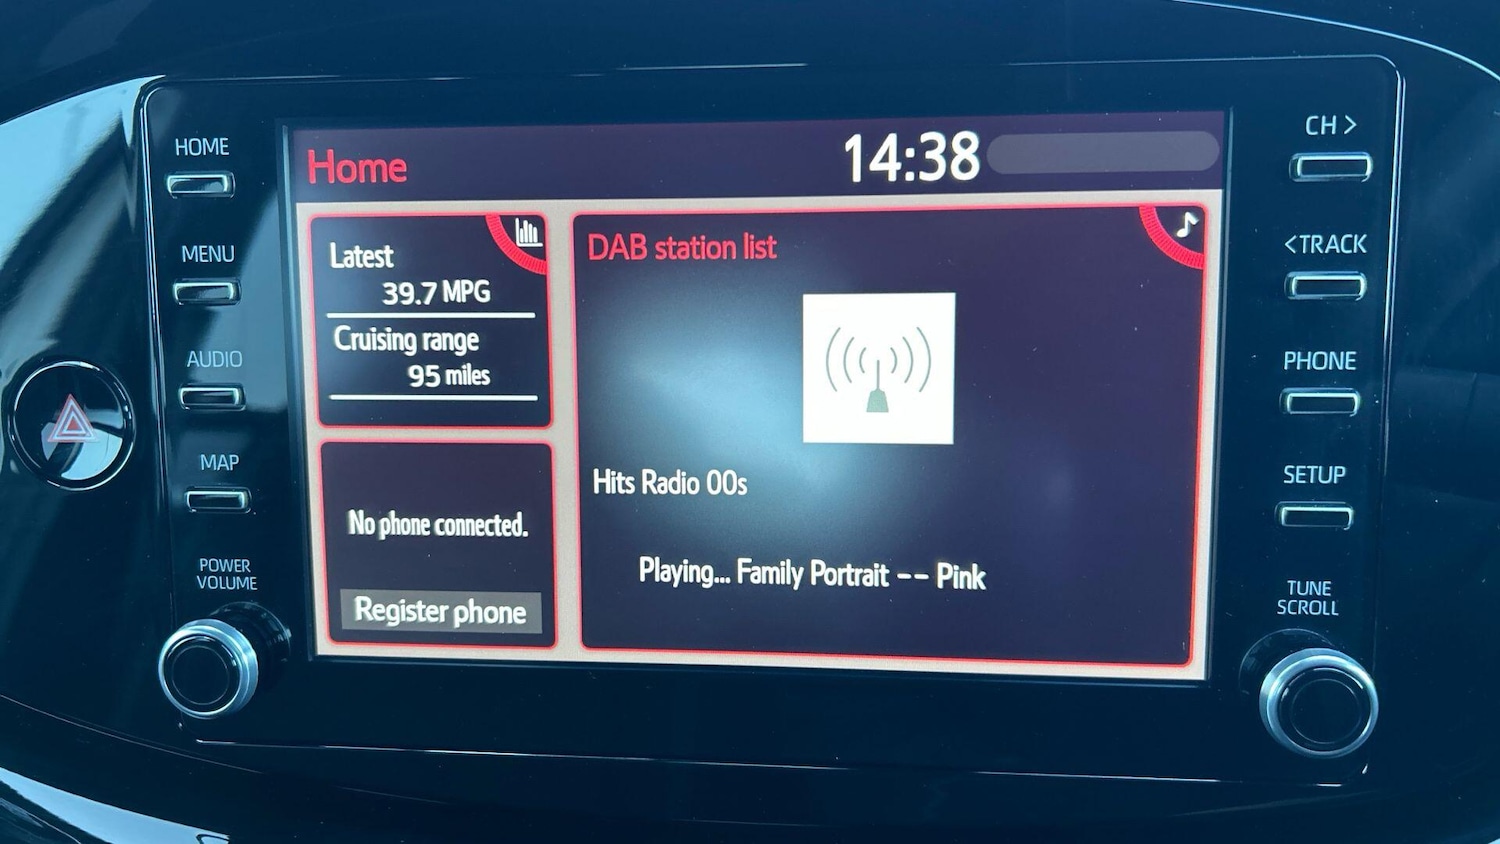 HOME
MENU
AUDIO
MAP
POWER
VOLUME
Home
14:38
Latest
39.7 MPG
Cruising range
95 miles
No phone connected.
Register phone
DAB station list
Hits Radio 00s
Playing... Family Portrait -- Pink
CH >
<TRACK
PHONE
SETUP
TUNE
SCROLL